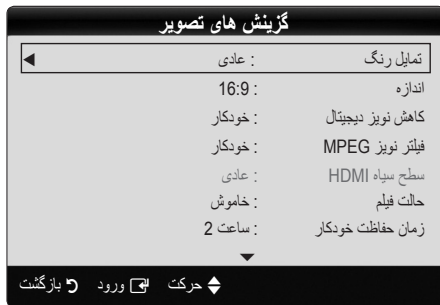 گزینش های تصویر
تمایل رنگ : عادی
اندازه : 16:9
کاهش نویز دیجیتال : خودکار
فیلتر نویز MPEG : خودکار
سطح سیاه HDMI : عادی
حالت فیلم : خاموش
زمان حفاظت خودکار : 2 ساعت
حرکت ورود بازگشت